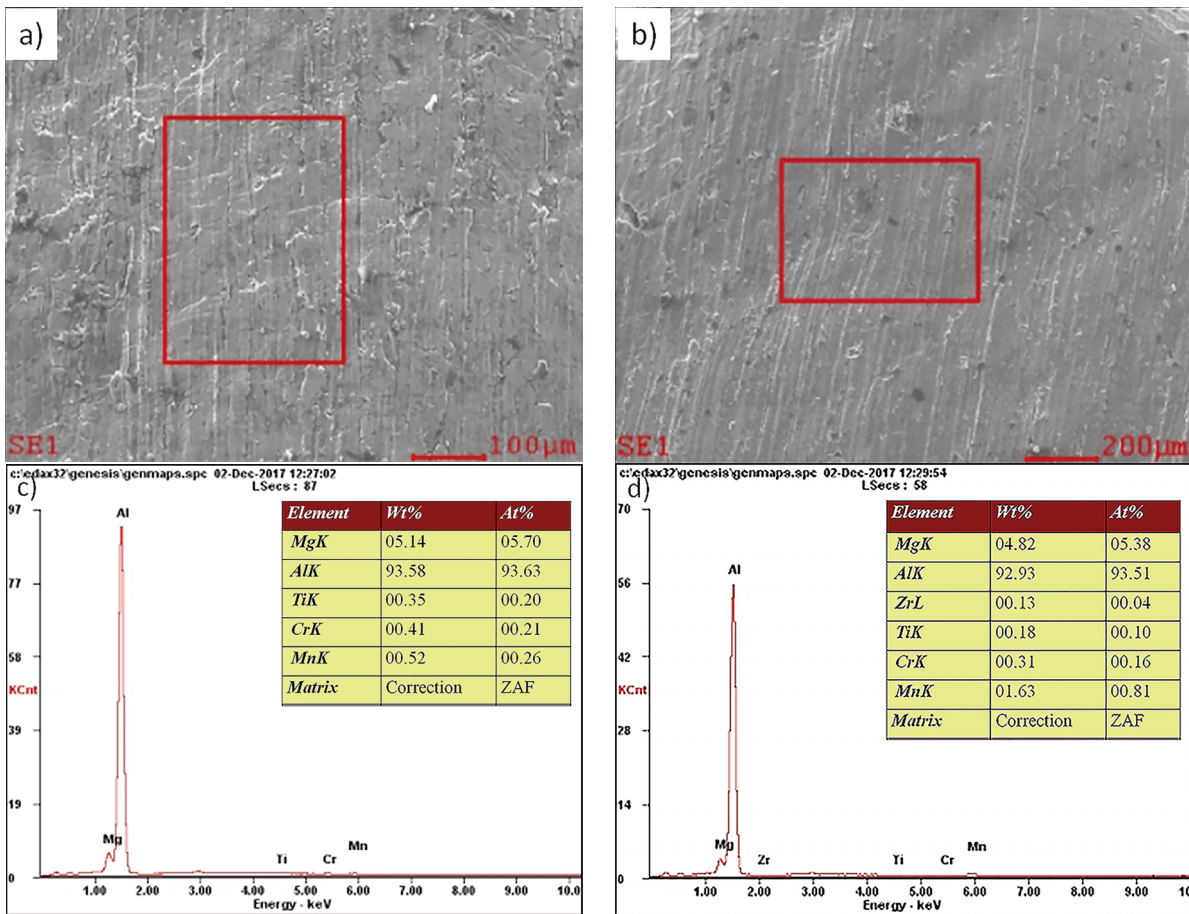 a)
SE1
100µm
b)
SE1
200µm
c:\edax32\genesis\genmaps.spc 02-Dec-2017 12:27:02
LSecs : 87
c)
Element Wt% At%
MgK 05.14 05.70
AlK 93.58 93.63
TiK 00.35 00.20
CrK 00.41 00.21
MnK 00.52 00.26
Matrix Correction ZAF
97
77
58
KCnt
39
19
0
Al
Mg
Ti
Cr
Mn
1.00 2.00 3.00 4.00 5.00 6.00 7.00 8.00 9.00 10.0
Energy - keV
c:\edax32\genesis\genmaps.spc 02-Dec-2017 12:29:54
LSecs : 58
d)
Element Wt% At%
MgK 04.82 05.38
AlK 92.93 93.51
ZrL 00.13 00.04
TiK 00.18 00.10
CrK 00.31 00.16
MnK 01.63 00.81
Matrix Correction ZAF
70
56
42
KCnt
28
14
0
Al
Mg
Zr
Ti
Cr
Mn
1.00 2.00 3.00 4.00 5.00 6.00 7.00 8.00 9.00 10
Energy - keV